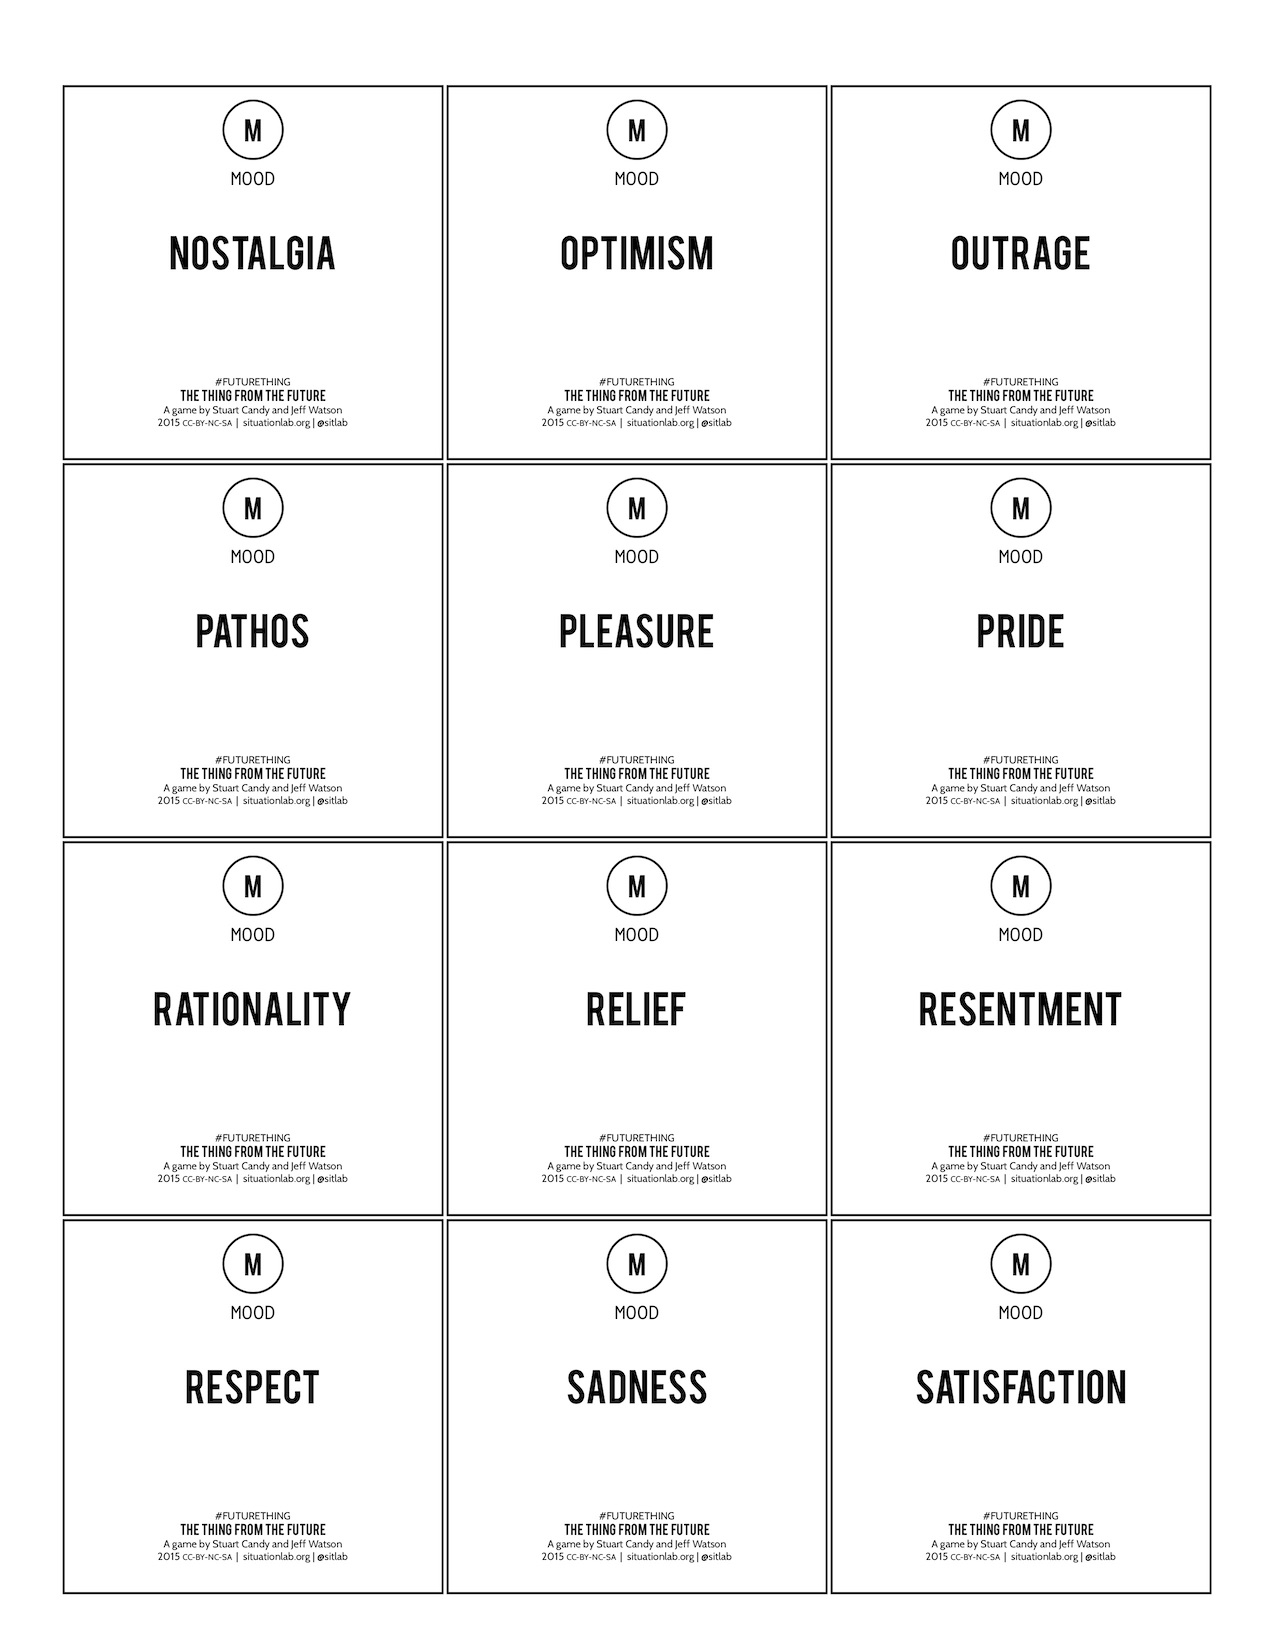 M
MOOD
NOSTALGIA
#FUTURETHING
THE THING FROM THE FUTURE
A game by Stuart Candy and Jeff Watson
2015 CC-BY-NC-SA | situationlab.org | @sitlab
M
MOOD
OPTIMISM
#FUTURETHING
THE THING FROM THE FUTURE
A game by Stuart Candy and Jeff Watson
2015 CC-BY-NC-SA | situationlab.org | @sitlab
M
MOOD
OUTRAGE
#FUTURETHING
THE THING FROM THE FUTURE
A game by Stuart Candy and Jeff Watson
2015 CC-BY-NC-SA | situationlab.org | @sitlab
M
MOOD
PATHOS
#FUTURETHING
THE THING FROM THE FUTURE
A game by Stuart Candy and Jeff Watson
2015 CC-BY-NC-SA | situationlab.org | @sitlab
M
MOOD
PLEASURE
#FUTURETHING
THE THING FROM THE FUTURE
A game by Stuart Candy and Jeff Watson
2015 CC-BY-NC-SA | situationlab.org | @sitlab
M
MOOD
PRIDE
#FUTURETHING
THE THING FROM THE FUTURE
A game by Stuart Candy and Jeff Watson
2015 CC-BY-NC-SA | situationlab.org | @sitlab
M
MOOD
RATIONALITY
#FUTURETHING
THE THING FROM THE FUTURE
A game by Stuart Candy and Jeff Watson
2015 CC-BY-NC-SA | situationlab.org | @sitlab
M
MOOD
RELIEF
#FUTURETHING
THE THING FROM THE FUTURE
A game by Stuart Candy and Jeff Watson
2015 CC-BY-NC-SA | situationlab.org | @sitlab
M
MOOD
RESENTMENT
#FUTURETHING
THE THING FROM THE FUTURE
A game by Stuart Candy and Jeff Watson
2015 CC-BY-NC-SA | situationlab.org | @sitlab
M
MOOD
RESPECT
#FUTURETHING
THE THING FROM THE FUTURE
A game by Stuart Candy and Jeff Watson
2015 CC-BY-NC-SA | situationlab.org | @sitlab
M
MOOD
SADNESS
#FUTURETHING
THE THING FROM THE FUTURE
A game by Stuart Candy and Jeff Watson
2015 CC-BY-NC-SA | situationlab.org | @sitlab
M
MOOD
SATISFACTION
#FUTURETHING
THE THING FROM THE FUTURE
A game by Stuart Candy and Jeff Watson
2015 CC-BY-NC-SA | situationlab.org | @sitlab